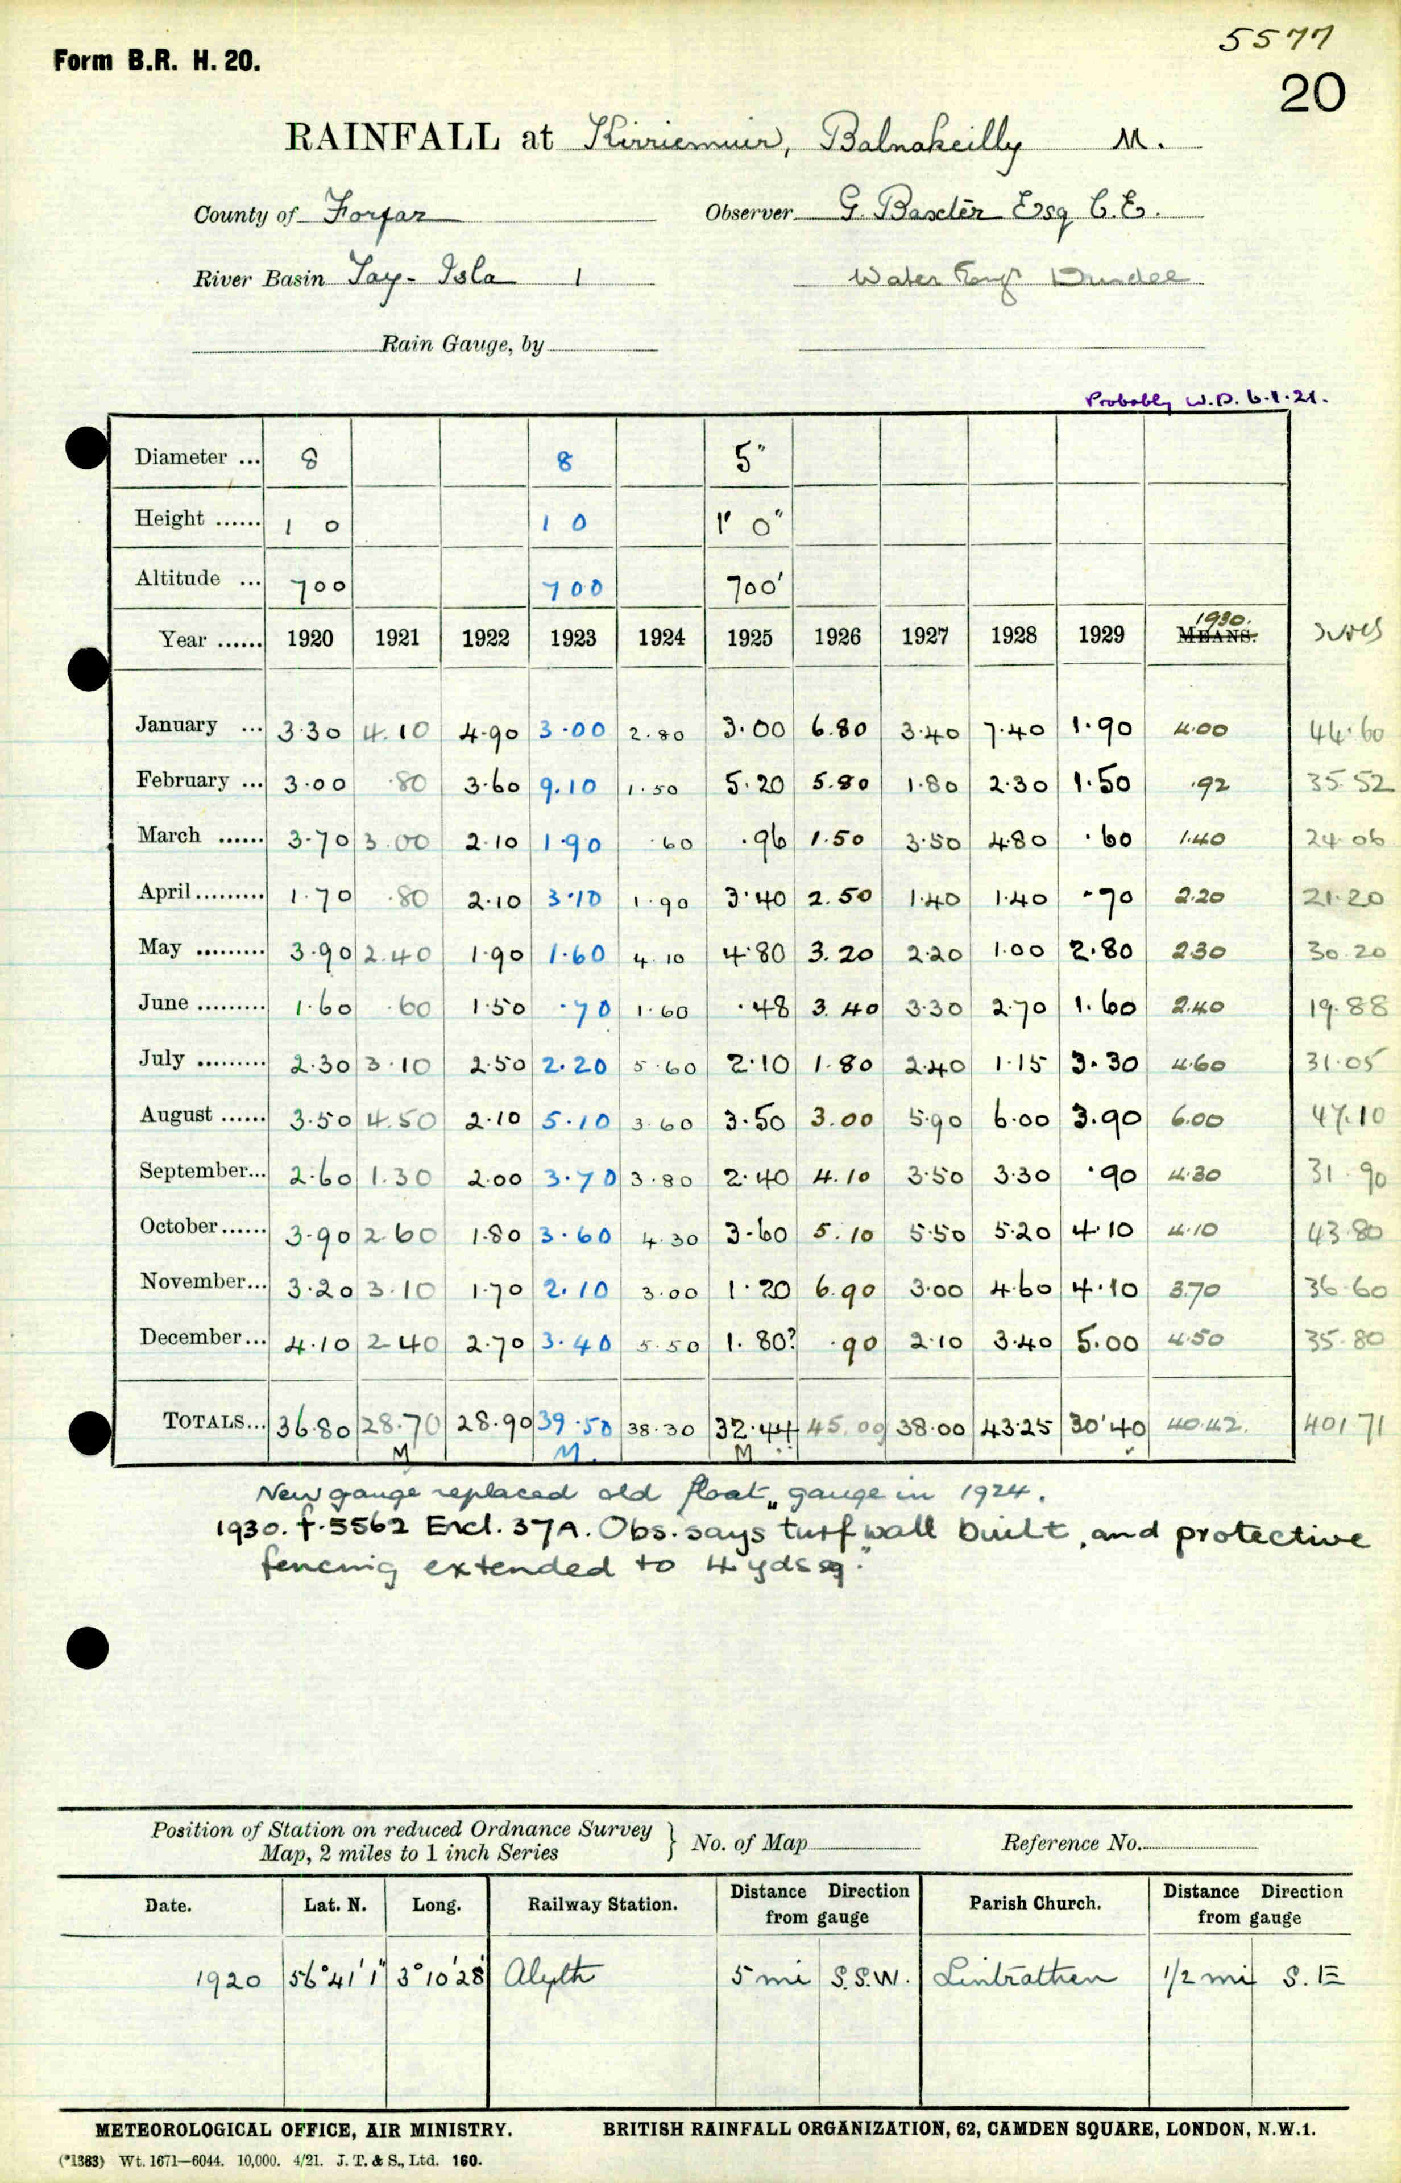 5577
Form B.R. H. 20.
20
RAINFALL at Kirriemuir, Balnakeilly M.
County of Forfar Observer G. Baxter Esq C.E.
River Basin Tay - Isla 1 Water Engr Dundee
Rain Gauge, by
Probably W.D. 6.1.21.
Diameter ... 8 8 5"
Height ...... 1 0 1 0 1' 0"
Altitude ... 700 700 700'
Year ...... 1920 1921 1922 1923 1924 1925 1926 1927 1928 1929 1930. MEANS.
January ... 3.30 4.10 4.90 3.00 2.80 3.00 6.80 3.40 7.40 1.90 4.00 44.60
February ... 3.00 .80 3.60 9.10 1.50 5.20 5.80 1.80 2.30 1.50 .92 35.52
March ...... 3.70 3.00 2.10 1.90 .60 .96 1.50 3.50 4.80 .60 1.40 24.06
April ......... 1.70 .80 2.10 3.10 1.90 3.40 2.50 1.40 1.40 .70 2.20 21.20
May ......... 3.90 2.40 1.90 1.60 4.10 4.80 3.20 2.20 1.00 2.80 2.30 30.20
June ......... 1.60 .60 1.50 .70 1.60 .48 3.40 3.30 2.70 1.60 2.40 19.88
July ......... 2.30 3.10 2.50 2.20 5.60 2.10 1.80 2.40 1.15 3.30 4.60 31.05
August ...... 3.50 4.50 2.10 5.10 3.60 3.50 3.00 5.90 6.00 3.90 6.00 47.10
September... 2.60 1.30 2.00 3.70 3.80 2.40 4.10 3.50 3.30 .90 4.30 31.90
October...... 3.90 2.60 1.80 3.60 4.30 3.60 5.10 5.50 5.20 4.10 4.10 43.80
November... 3.20 3.10 1.70 2.10 3.00 1.20 6.90 3.00 4.60 4.10 3.70 36.60
December... 4.10 2.40 2.70 3.40 5.50 1.80? .90 2.10 3.40 5.00 4.50 35.80
TOTALS... 36.80 28.70 28.90 39.50 38.30 32.44 45.00 38.00 43.25 30.40 40.42. 401 71
M M. M
New gauge replaced old float gauge in 1924.
1930. f.5562 Encl. 37A. Obs. says "turf wall built, and protective
fencing extended to 4 yds sq."
Position of Station on reduced Ordnance Survey Map, 2 miles to 1 inch Series } No. of Map Reference No.
Date. Lat. N. Long. Railway Station. Distance Direction from gauge Parish Church. Distance Direction from gauge
1920 56°41'1" 3°10'28" Alyth 5 mi S.S.W. Lintrathen 1/2 mi S.E
METEOROLOGICAL OFFICE, AIR MINISTRY. BRITISH RAINFALL ORGANIZATION, 62, CAMDEN SQUARE, LONDON, N.W.1.
(*1383) Wt. 1671—6044. 10,000. 4/21. J. T. & S., Ltd. 160.